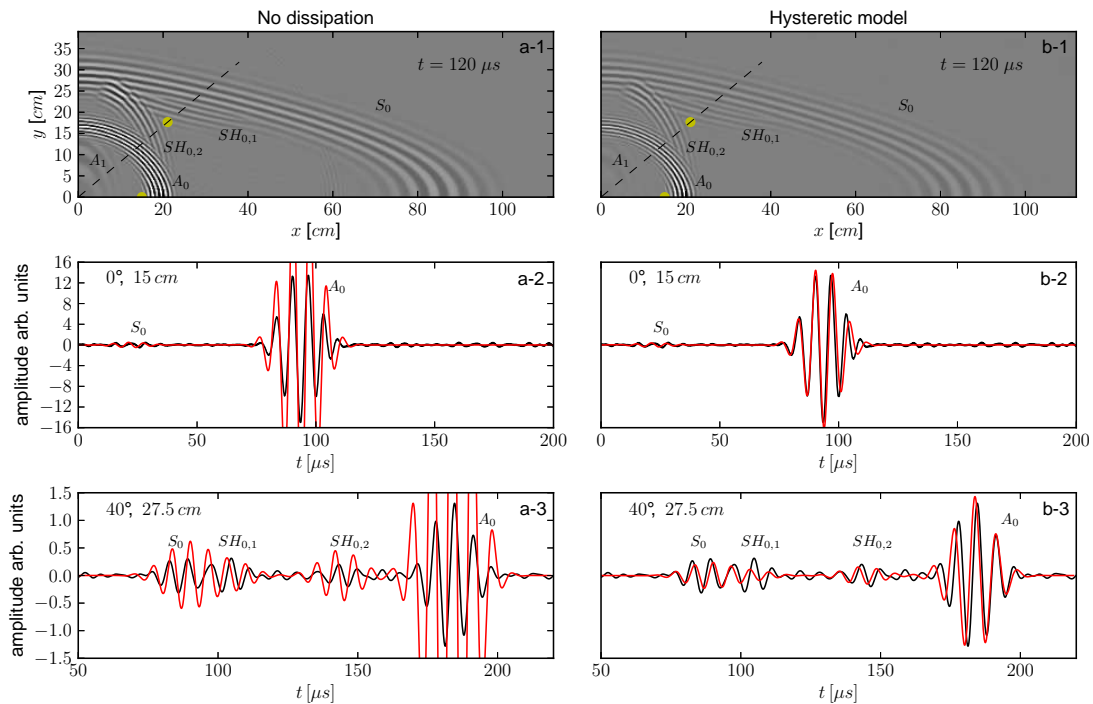 No dissipation
Hysteretic model
a-1
t = 120 μs
S0
SH0,1
SH0,2
A1
A0
y [cm]
35
30
25
20
15
10
5
0
0 20 40 60 80 100
x [cm]
b-1
t = 120 μs
S0
SH0,1
SH0,2
A1
A0
0 20 40 60 80 100
x [cm]
a-2
0°, 15 cm
S0
A0
amplitude arb. units
16
12
8
4
0
−4
−8
−12
−16
0 50 100 150 200
t [μs]
b-2
0°, 15 cm
S0
A0
0 50 100 150 200
t [μs]
a-3
40°, 27.5 cm
S0
SH0,1
SH0,2
A0
amplitude arb. units
1.5
1.0
0.5
0.0
−0.5
−1.0
−1.5
50 100 150 200
t [μs]
b-3
40°, 27.5 cm
S0
SH0,1
SH0,2
A0
50 100 150 200
t [μs]